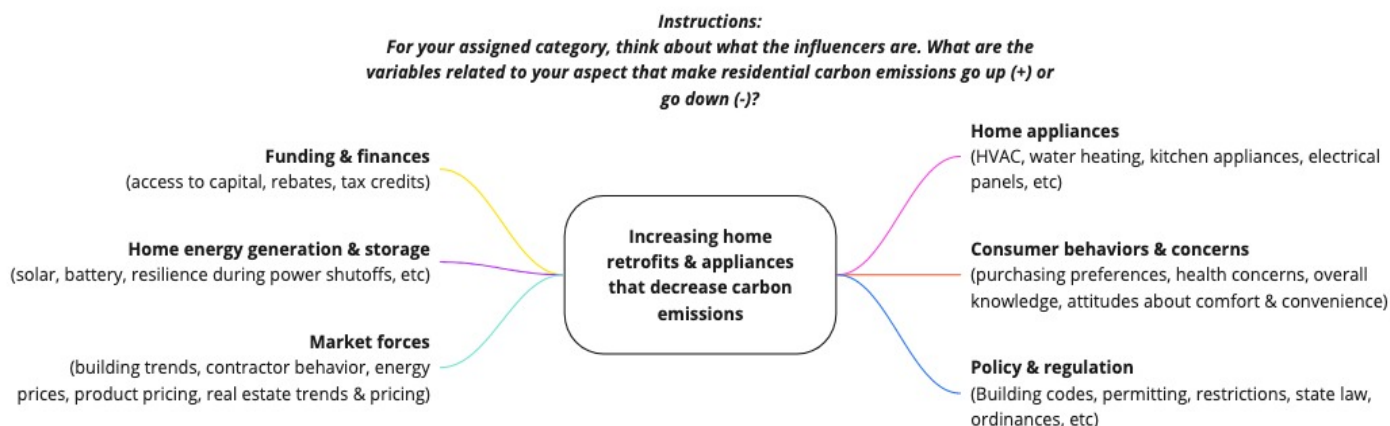 Instructions:
For your assigned category, think about what the influencers are. What are the
variables related to your aspect that make residential carbon emissions go up (+) or
go down (-)?
Funding & finances
(access to capital, rebates, tax credits)
Home energy generation & storage
(solar, battery, resilience during power shutoffs, etc)
Market forces
(building trends, contractor behavior, energy
prices, product pricing, real estate trends & pricing)
Increasing home
retrofits & appliances
that decrease carbon
emissions
Home appliances
(HVAC, water heating, kitchen appliances, electrical
panels, etc)
Consumer behaviors & concerns
(purchasing preferences, health concerns, overall
knowledge, attitudes about comfort & convenience)
Policy & regulation
(Building codes, permitting, restrictions, state law,
ordinances, etc)